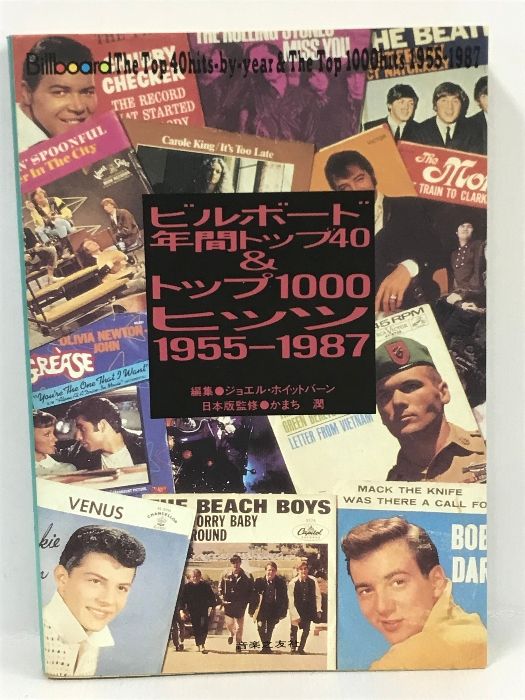 Billboard The Top 40 hits-by-year & The Top 1000 hits 1955-1987
CHECKER
THE RECORD
THAT STARTED
THE ROLLING STONES
MISS YOU
THE BEAT
SPOONFUL
In The City
Carole King/It's Too Late
The
TRAIN TO CLARK
ビルボード
年間トップ40
&
トップ1000
ヒッツ
1955-1987
編集●ジョエル・ホイットバーン
日本版監修●かまち 潤
OLIVIA NEWTON-
JOHN
GREASE
"You're The One That I Want"
45 RPM
LETTER FROM VIETNAM
VENUS
CHANCELLOR
THE BEACH BOYS
ORRY BABY
ROUND
Capitol
MACK THE KNIFE
WAS THERE A CALL FO
BOB
DAR
音楽之友社